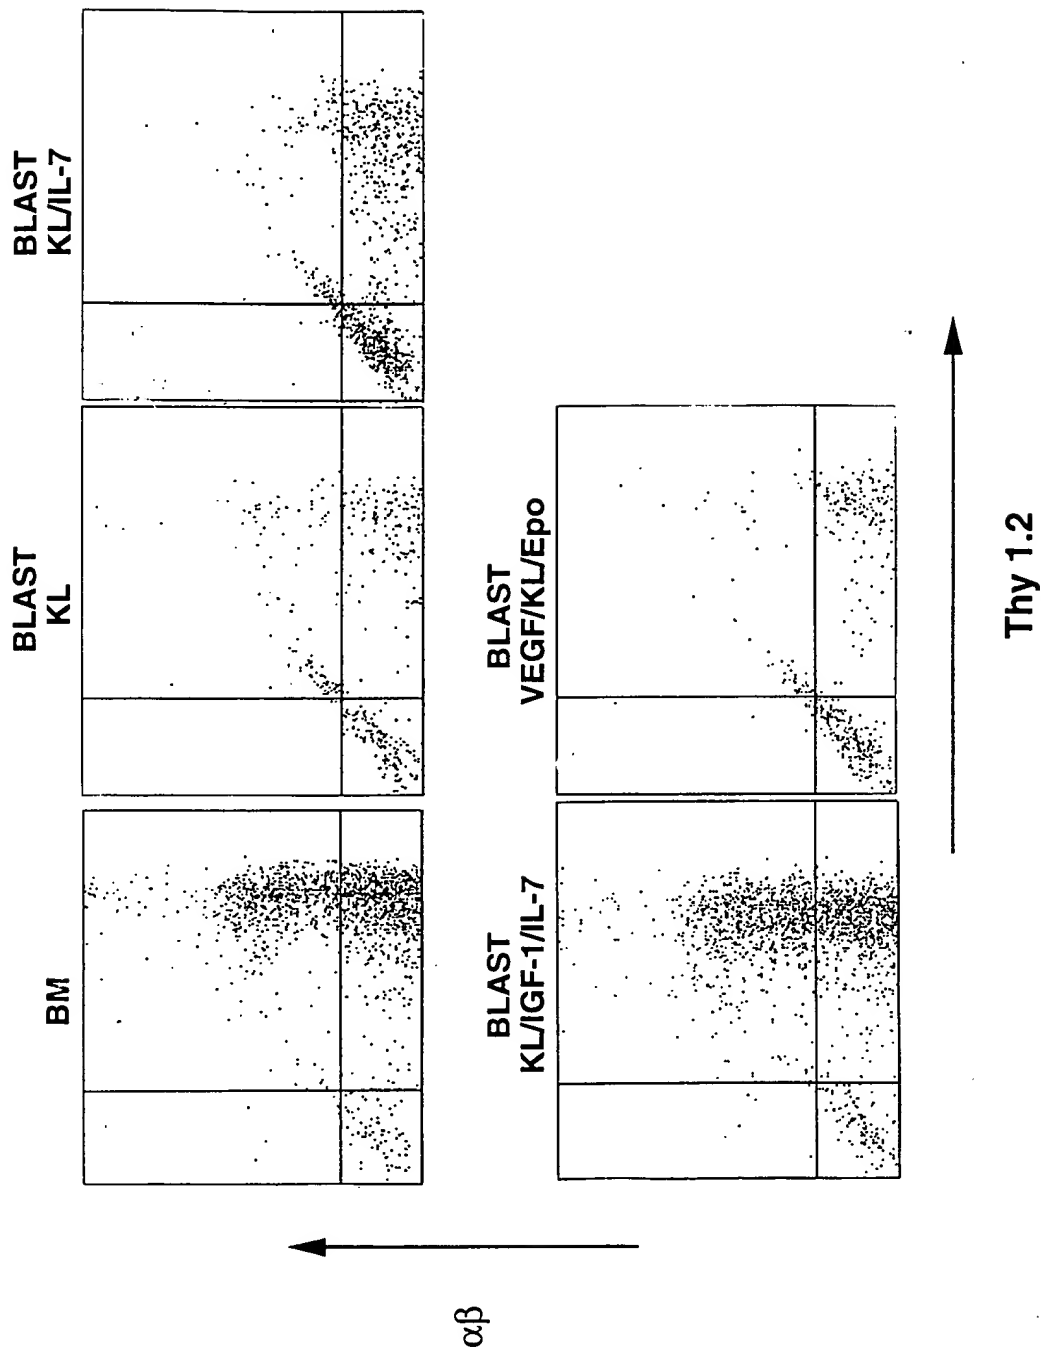 BM
BLAST
KL
BLAST
KL/IL-7
αβ
BLAST
KL/IGF-1/IL-7
BLAST
VEGF/KL/Epo
Thy 1.2